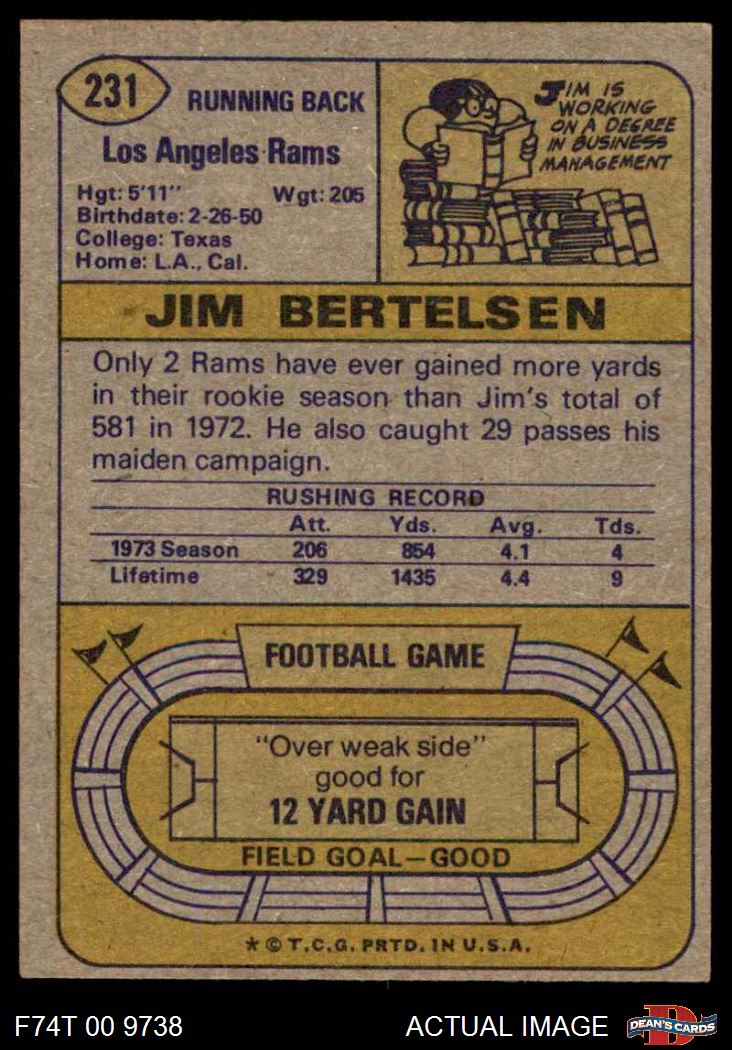 231
RUNNING BACK
Los Angeles Rams
Hgt: 5'11" Wgt: 205
Birthdate: 2-26-50
College: Texas
Home: L.A., Cal.
JIM IS
WORKING
ON A DEGREE
IN BUSINESS
MANAGEMENT
JIM BERTELSEN
Only 2 Rams have ever gained more yards
in their rookie season than Jim's total of
581 in 1972. He also caught 29 passes his
maiden campaign.
RUSHING RECORD
Att. Yds. Avg. Tds.
1973 Season 206 854 4.1 4
Lifetime 329 1435 4.4 9
FOOTBALL GAME
"Over weak side"
good for
12 YARD GAIN
FIELD GOAL—GOOD
* © T.C.G. PRTD. IN U.S.A.
F74T 00 9738 ACTUAL IMAGE
D
DEAN'S CARDS